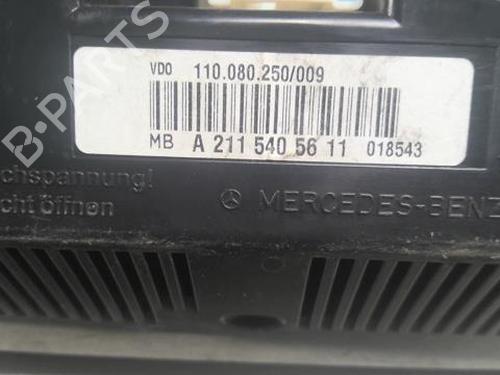 VDO 110.080.250/009
MB A 211 540 56 11 018543
chspannung!
cht öffnen
MERCEDES-BENZ
B-PARTS